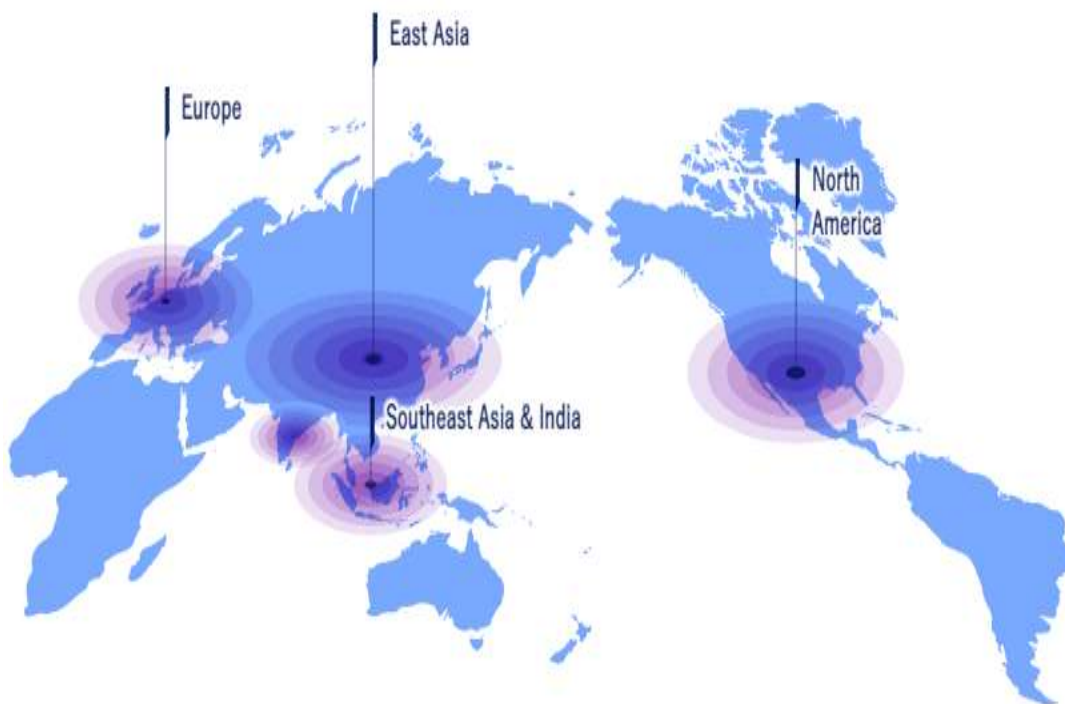 East Asia
Europe
North
America
Southeast Asia & India